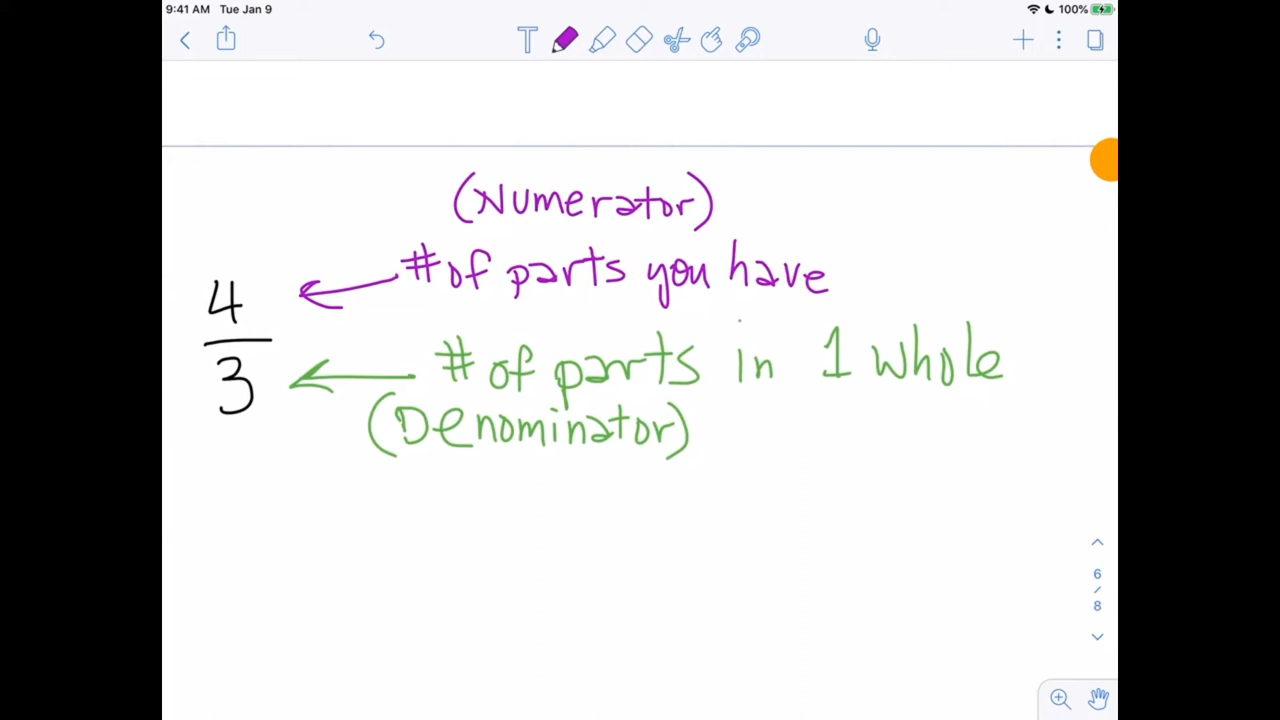 9:41 AM Tue Jan 9 100%
T
(Numerator)
#of parts you have
4
3
# of parts in 1 whole
(Denominator)
6
/
8